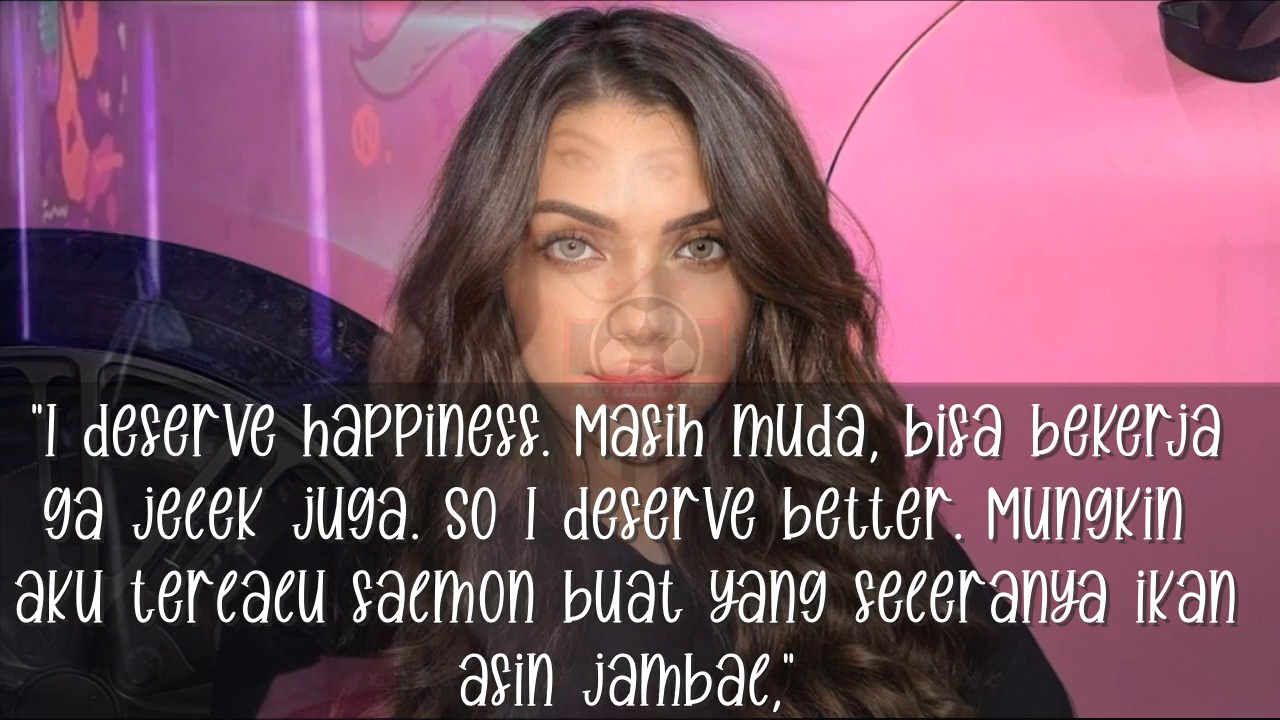 "I deserve happiness. Masih muda, bisa bekerja
ga jelek juga. So I deserve better. Mungkin
aku terlalu salmon buat yang seleranya ikan
asin jambal,"